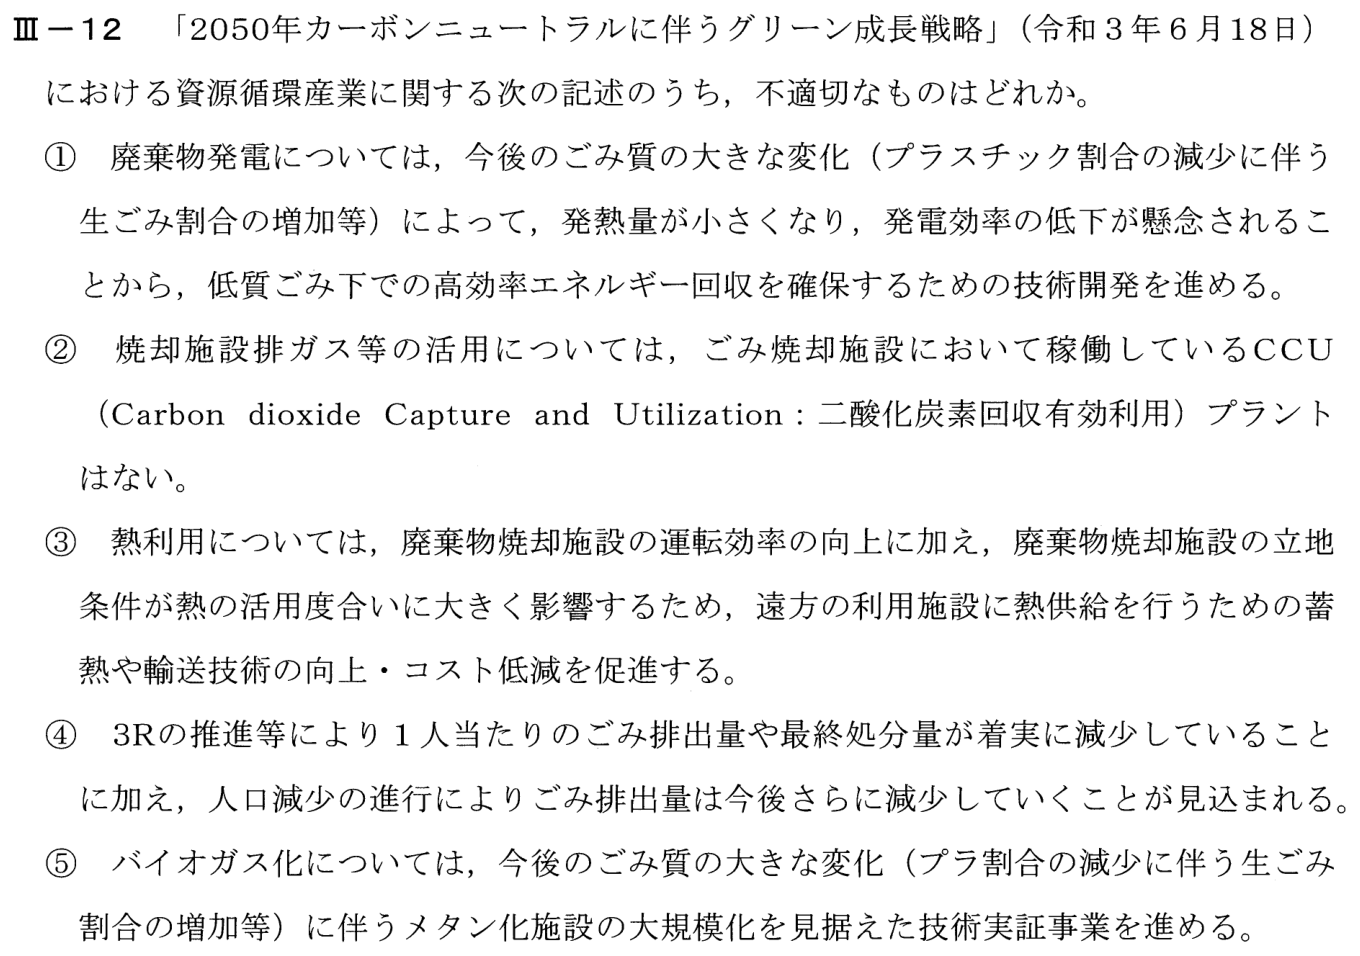 Ⅲ－12　「2050年カーボンニュートラルに伴うグリーン成長戦略」（令和３年６月18日）
における資源循環産業に関する次の記述のうち，不適切なものはどれか。
①　廃棄物発電については，今後のごみ質の大きな変化（プラスチック割合の減少に伴う
生ごみ割合の増加等）によって，発熱量が小さくなり，発電効率の低下が懸念されるこ
とから，低質ごみ下での高効率エネルギー回収を確保するための技術開発を進める。
②　焼却施設排ガス等の活用については，ごみ焼却施設において稼働しているCCU
（Carbon dioxide Capture and Utilization：二酸化炭素回収有効利用）プラント
はない。
③　熱利用については，廃棄物焼却施設の運転効率の向上に加え，廃棄物焼却施設の立地
条件が熱の活用度合いに大きく影響するため，遠方の利用施設に熱供給を行うための蓄
熱や輸送技術の向上・コスト低減を促進する。
④　3Rの推進等により１人当たりのごみ排出量や最終処分量が着実に減少していること
に加え，人口減少の進行によりごみ排出量は今後さらに減少していくことが見込まれる。
⑤　バイオガス化については，今後のごみ質の大きな変化（プラ割合の減少に伴う生ごみ
割合の増加等）に伴うメタン化施設の大規模化を見据えた技術実証事業を進める。